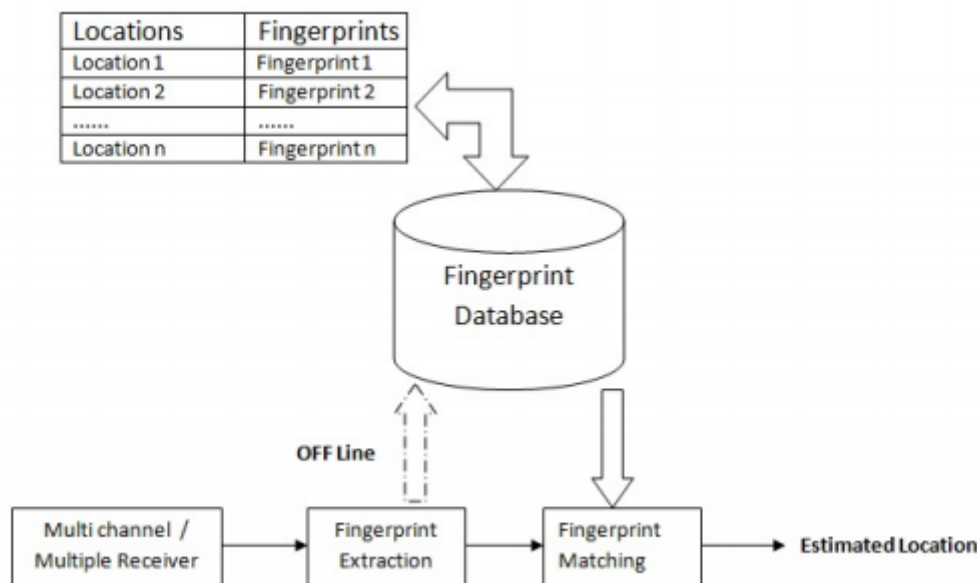 Locations Fingerprints
Location 1 Fingerprint 1
Location 2 Fingerprint 2
...... ......
Location n Fingerprint n
Fingerprint
Database
OFF Line
Multi channel /
Multiple Receiver
Fingerprint
Extraction
Fingerprint
Matching
Estimated Location